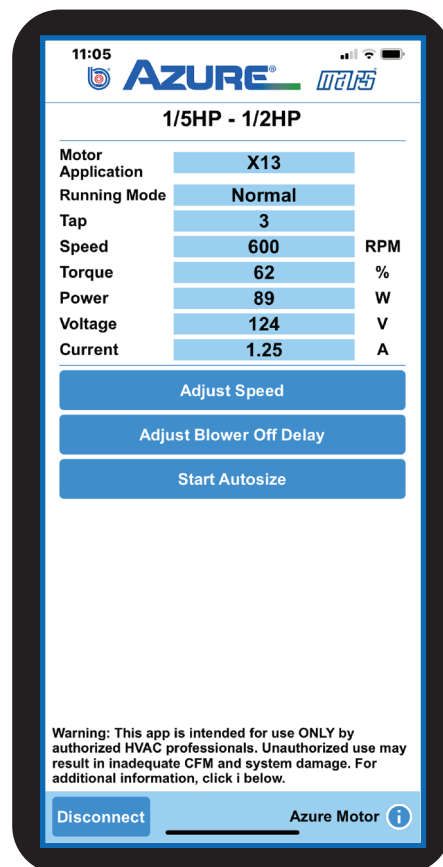 11:05
AZURE® mars
1/5HP - 1/2HP
Motor Application X13
Running Mode Normal
Tap 3
Speed 600 RPM
Torque 62 %
Power 89 W
Voltage 124 V
Current 1.25 A
Adjust Speed
Adjust Blower Off Delay
Start Autosize
Warning: This app is intended for use ONLY by
authorized HVAC professionals. Unauthorized use may
result in inadequate CFM and system damage. For
additional information, click i below.
Disconnect Azure Motor i